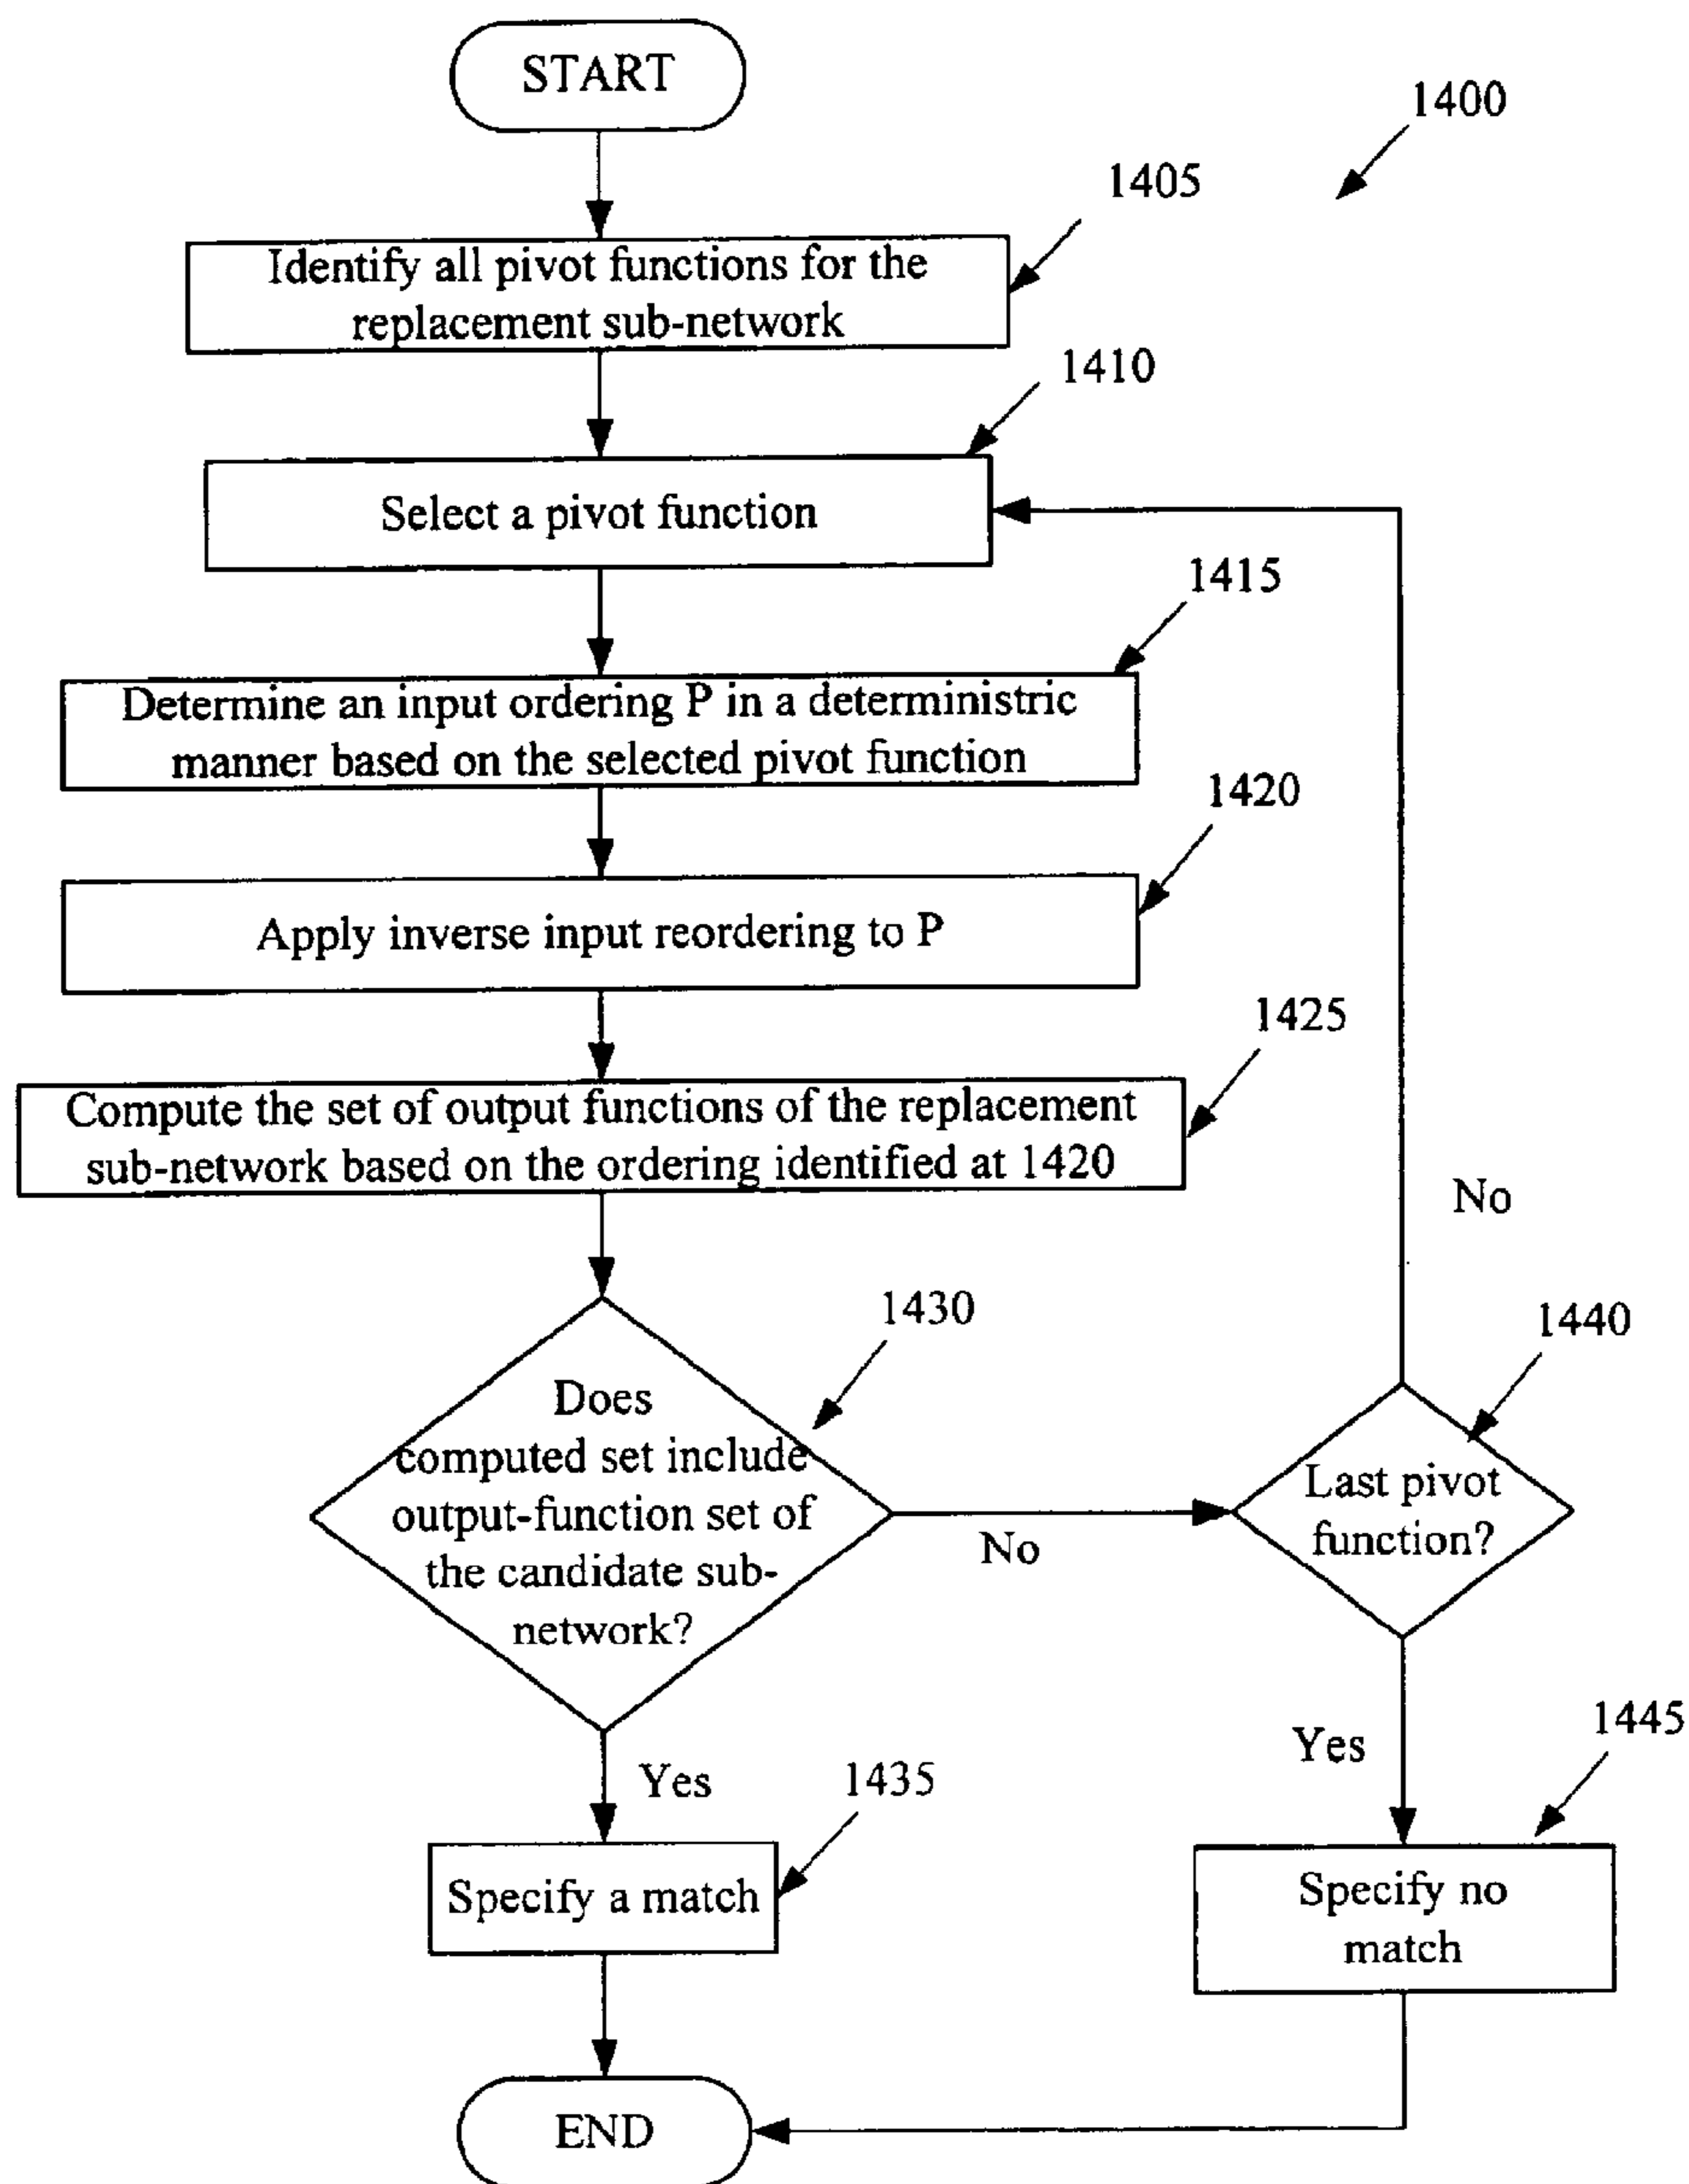 START
1400
1405
Identify all pivot functions for the
replacement sub-network
1410
Select a pivot function
1415
Determine an input ordering P in a deterministric
manner based on the selected pivot function
1420
Apply inverse input reordering to P
1425
Compute the set of output functions of the replacement
sub-network based on the ordering identified at 1420
No
1430
1440
Does
computed set include
output-function set of
the candidate sub-
network?
No
Last pivot
function?
Yes
1435
Yes
1445
Specify a match
Specify no
match
END